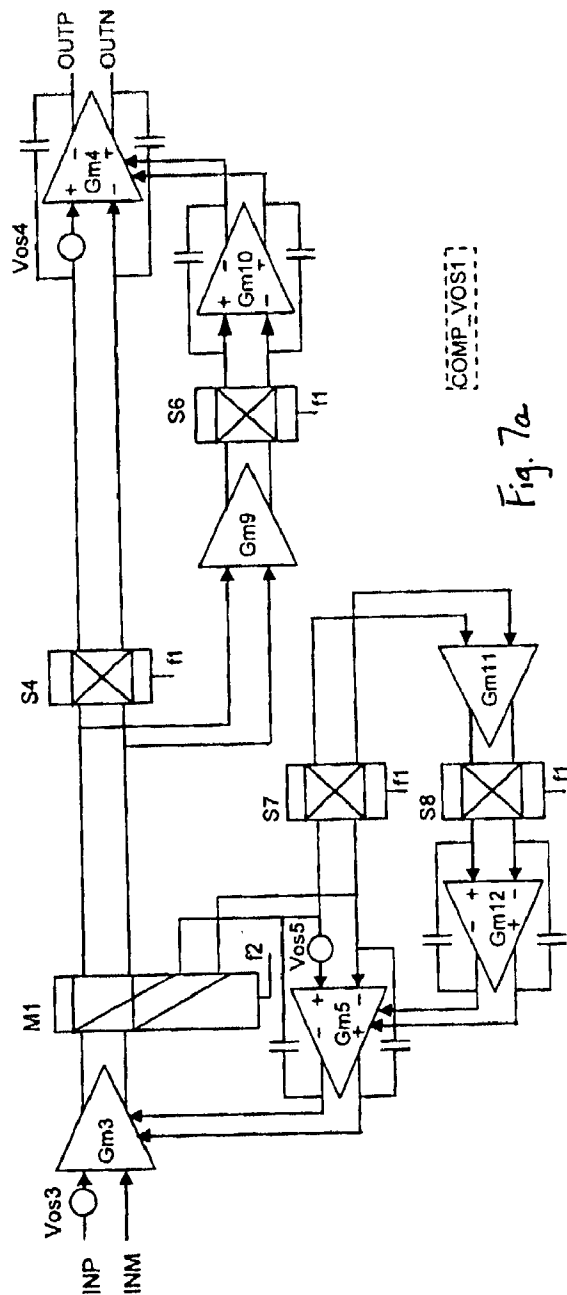 INP
INM
Vos3
Gm3
M1
f2
S4
f1
Vos4
+ -
Gm4
- +
OUTP
OUTN
Gm9
S6
f1
+ -
Gm10
- +
Vos5
+ -
Gm5
- +
S7
f1
Gm11
S8
f1
+ -
Gm12
- +
COMP_VOS1
Fig. 7a